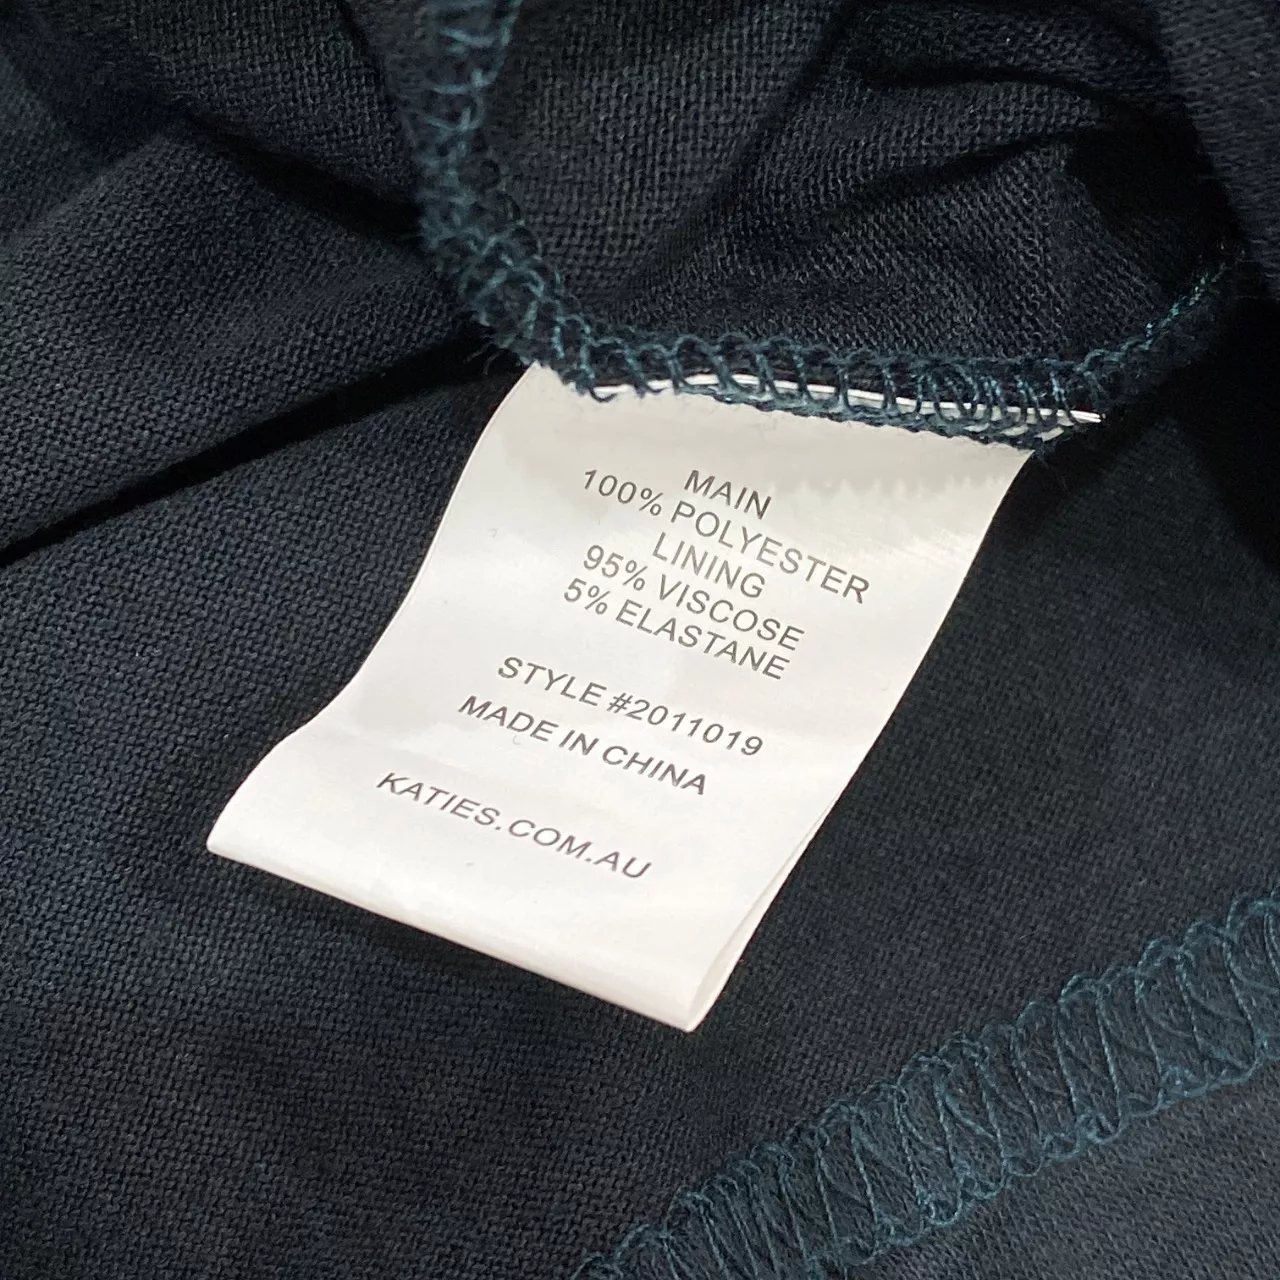 MAIN
100% POLYESTER
LINING
95% VISCOSE
5% ELASTANE
STYLE #2011019
MADE IN CHINA
KATIES.COM.AU